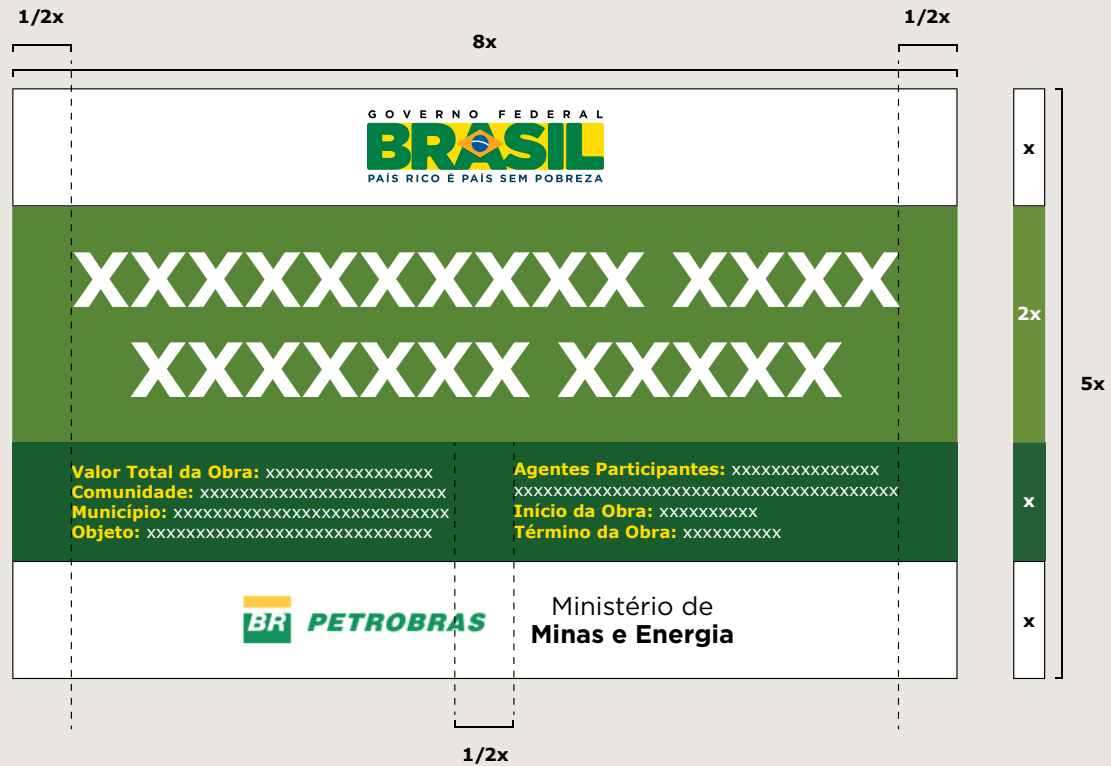 1/2x
1/2x
8x
GOVERNO FEDERAL
BRASIL
PAÍS RICO É PAÍS SEM POBREZA
x
XXXXXXXXXX XXXX
XXXXXXX XXXXX
2x
5x
Valor Total da Obra: xxxxxxxxxxxxxxxxx
Comunidade: xxxxxxxxxxxxxxxxxxxxxxxxx
Município: xxxxxxxxxxxxxxxxxxxxxxxxxxxx
Objeto: xxxxxxxxxxxxxxxxxxxxxxxxxxxxx
Agentes Participantes: xxxxxxxxxxxxxxx
xxxxxxxxxxxxxxxxxxxxxxxxxxxxxxxxxxxxxxx
Início da Obra: xxxxxxxxxx
Término da Obra: xxxxxxxxxx
x
BR PETROBRAS
Ministério de
Minas e Energia
x
1/2x